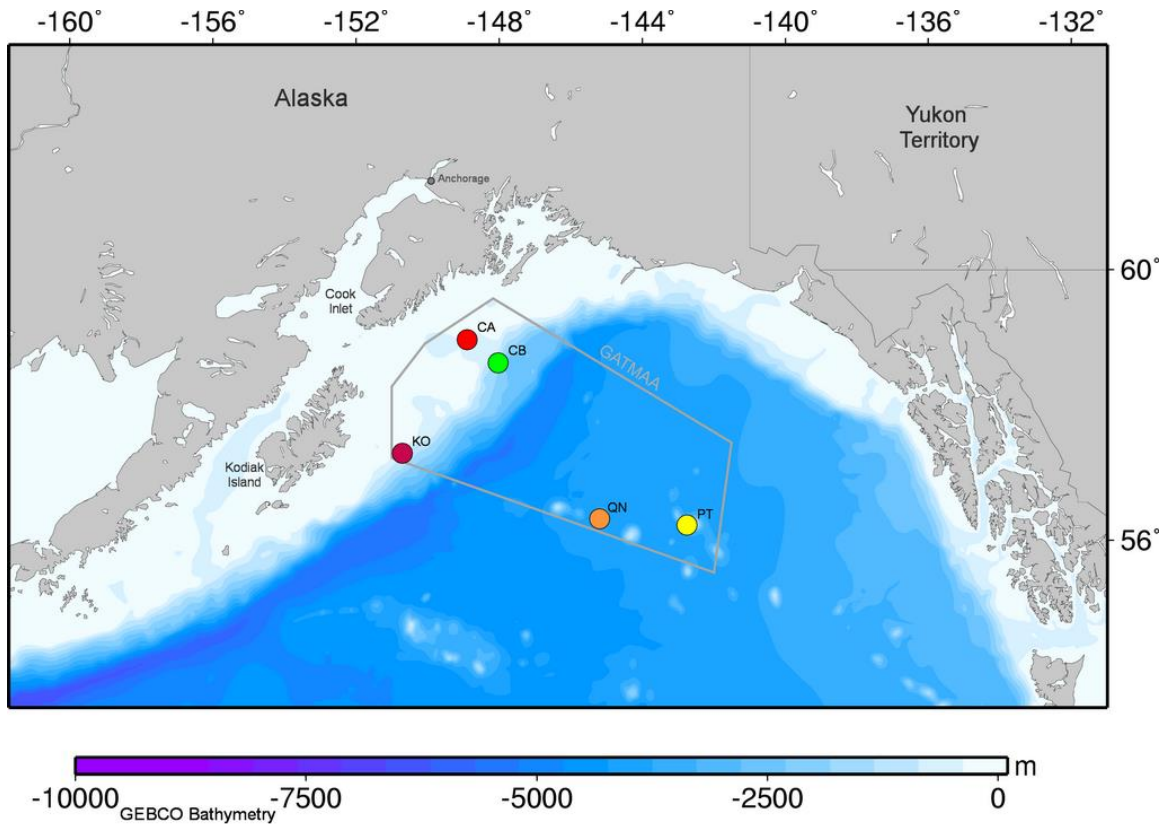 -160° -156° -152° -148° -144° -140° -136° -132°
Alaska
Yukon
Territory
Anchorage
60°
Cook
Inlet
CA
CB
GATMAA
KO
Kodiak
Island
QN
PT
56°
m
-10000 -7500 -5000 -2500 0
GEBCO Bathymetry